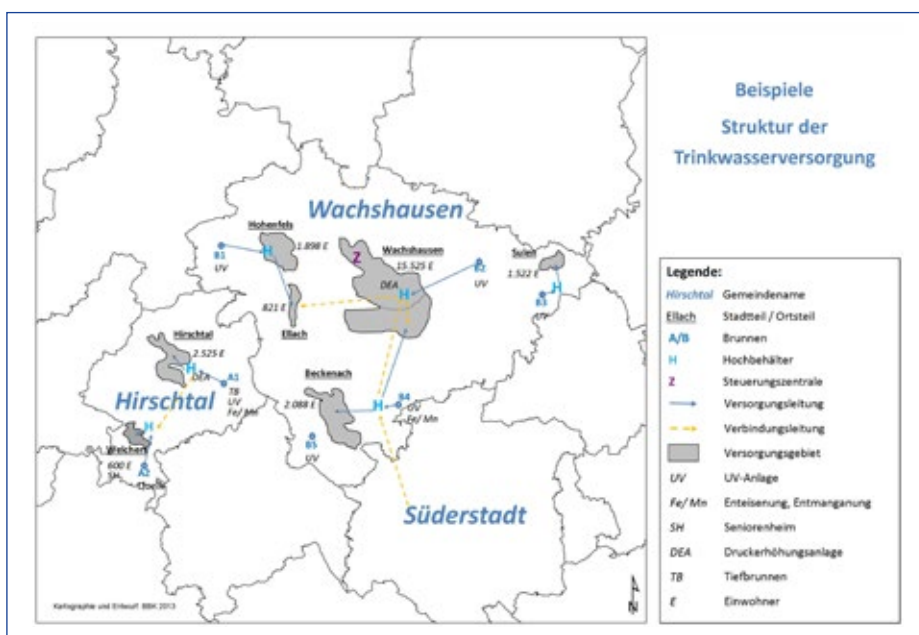 Beispiele
Struktur der
Trinkwasserversorgung
Wachshausen
Hohenfels
1.898 E
H
B1
UV
821 E
Ellach
Wachshausen
15.525 E
Z
DEA
H
B2
UV
Sulen
1.522 E
H
B3
UV
Hirschtal
2.525 E
H
DEA
A1
TB
UV
Fe/ Mn
Hirschtal
H
600 E
SH
A2
Beckenach
2.088 E
H
B4
UV
Fe/ Mn
B5
UV
Süderstadt
Kartographie und Entwurf: BBK 2013
N
Legende:
Hirschtal Gemeindename
Ellach Stadtteil / Ortsteil
A/B Brunnen
H Hochbehälter
Z Steuerungszentrale
Versorgungsleitung
Verbindungsleitung
Versorgungsgebiet
UV UV-Anlage
Fe/ Mn Enteisenung, Entmanganung
SH Seniorenheim
DEA Druckerhöhungsanlage
TB Tiefbrunnen
E Einwohner